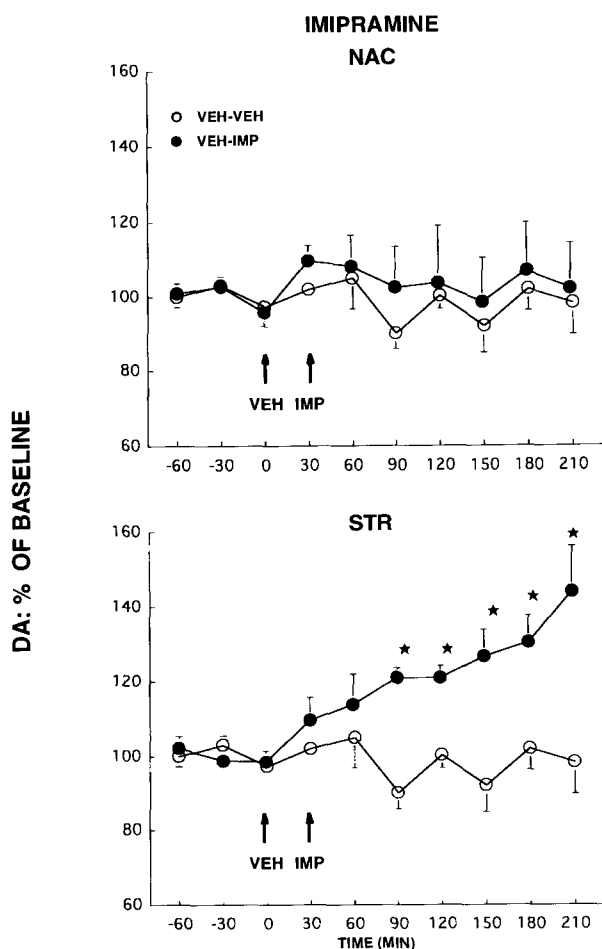 IMIPRAMINE
NAC
160
140
120
100
80
60
VEH-VEH
VEH-IMP
VEH IMP
-60 -30 0 30 60 90 120 150 180 210
DA: % OF BASELINE
STR
160
140
120
100
80
60
VEH IMP
-60 -30 0 30 60 90 120 150 180 210
TIME (MIN)